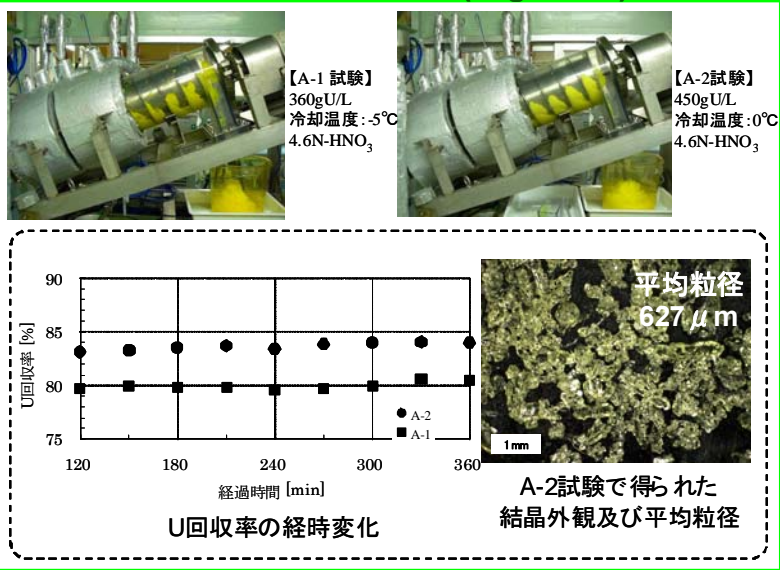 【A-1 試験】
360gU/L
冷却温度:-5℃
4.6N-HNO3
【A-2試験】
450gU/L
冷却温度:0℃
4.6N-HNO3
90
85
80
75
U回収率 [%]
120
180
240
300
360
経過時間 [min]
A-2
A-1
U回収率の経時変化
平均粒径
627μm
1mm
A-2試験で得られた
結晶外観及び平均粒径